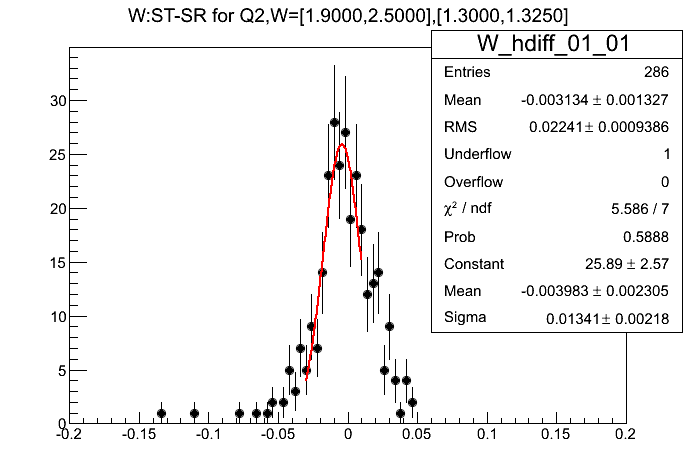 W:ST-SR for Q2,W=[1.9000,2.5000],[1.3000,1.3250]
W_hdiff_01_01
Entries 286
Mean -0.003134 ± 0.001327
RMS 0.02241 ± 0.0009386
Underflow 1
Overflow 0
χ² / ndf 5.586 / 7
Prob 0.5888
Constant 25.89 ± 2.57
Mean -0.003983 ± 0.002305
Sigma 0.01341 ± 0.00218
30
25
20
15
10
5
0
-0.2 -0.15 -0.1 -0.05 0 0.05 0.1 0.15 0.2